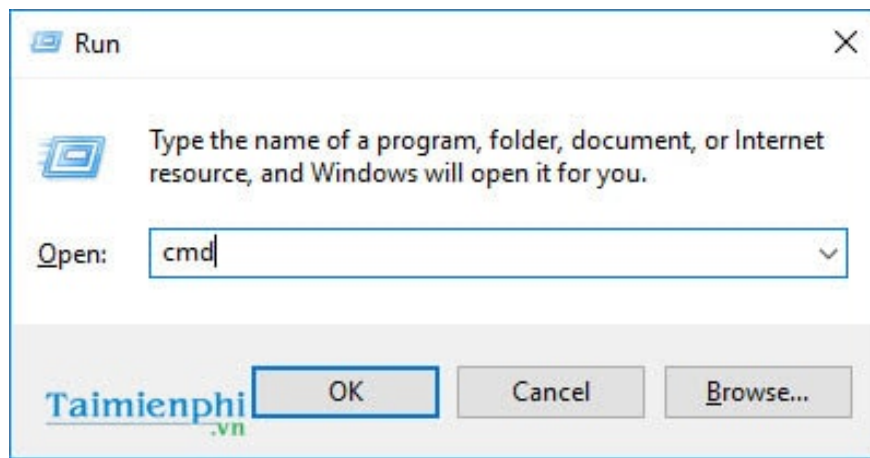 Run
Type the name of a program, folder, document, or Internet
resource, and Windows will open it for you.
Open: cmd
OK Cancel Browse...
Taimienphi
.vn